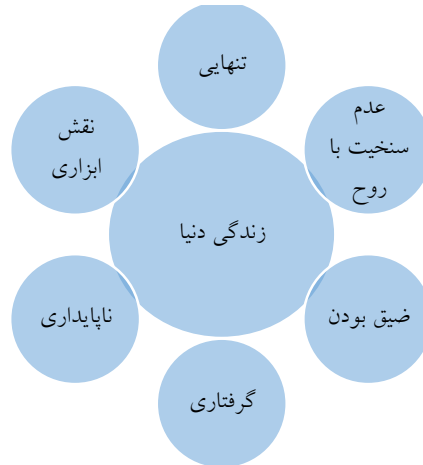 تنهایی
عدم
سنخیت با
روح
ضیق بودن
گرفتاری
ناپایداری
نقش
ابزاری
زندگی دنیا